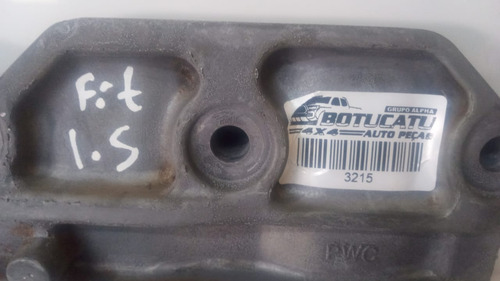 Fit
1.5
GRUPO ALPHA
BOTUCATU
4X4 AUTO PEÇAS
3215
PWC